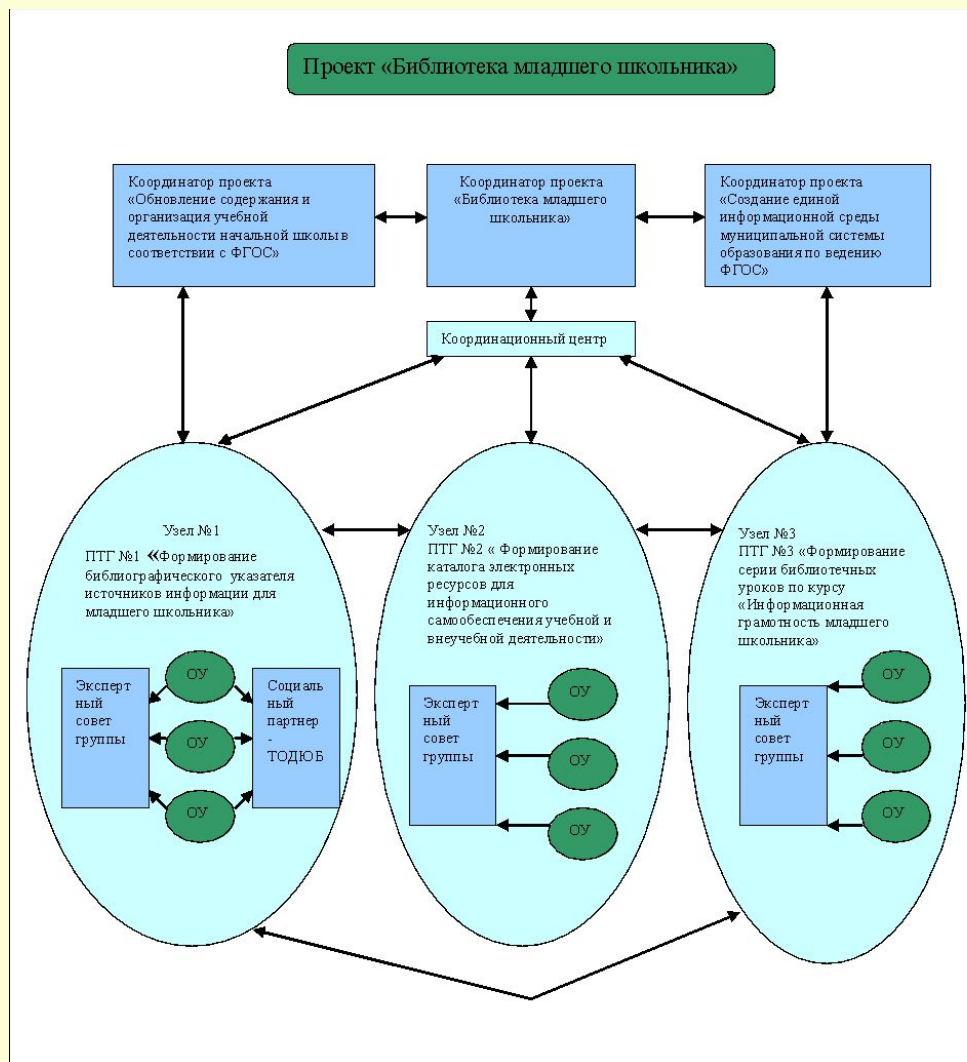 Проект «Библиотека младшего школьника»
Координатор проекта
«Обновление содержания и
организация учебной
деятельности начальной школы в
соответствии с ФГОС»
Координатор проекта
«Библиотека младшего
школьника»
Координатор проекта
«Создание единой
информационной среды
муниципальной системы
образования по ведению
ФГОС»
Координационный центр
Узел №1
ПТГ №1 «Формирование
библиографического указателя
источников информации для
младшего школьника»
Эксперт
ный
совет
группы
ОУ
ОУ
ОУ
Социаль
ный
партнер
-
ТОДЮБ
Узел №2
ПТГ №2 « Формирование
каталога электронных
ресурсов для
информационного
самообеспечения учебной и
внеучебной деятельности»
Эксперт
ный
совет
группы
ОУ
ОУ
ОУ
Узел №3
ПТГ №3 «Формирование
серии библиотечных
уроков по курсу
«Информационная
грамотность младшего
школьника»
Эксперт
ный
совет
группы
ОУ
ОУ
ОУ